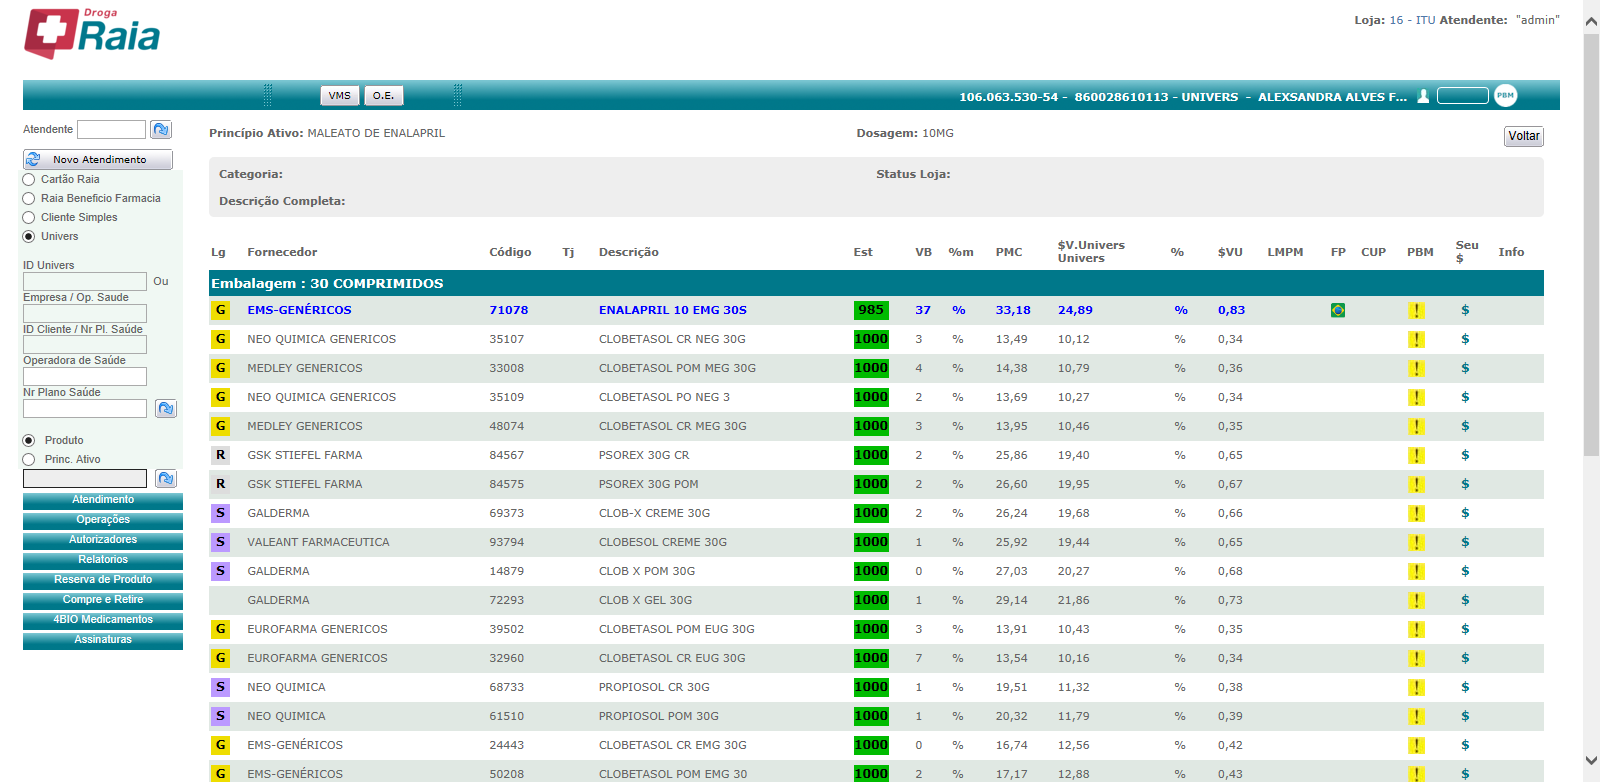 Droga
Raia
Loja: 16 - ITU Atendente: "admin"
VMS O.E.
106.063.530-54 - 860028610113 - UNIVERS - ALEXSANDRA ALVES F... PBM
Atendente
Novo Atendimento
Cartão Raia
Raia Beneficio Farmacia
Cliente Simples
Univers
ID Univers
Ou
Empresa / Op. Saude
ID Cliente / Nr Pl. Saúde
Operadora de Saúde
Nr Plano Saúde
Produto
Princ. Ativo
Atendimento
Operações
Autorizadores
Relatorios
Reserva de Produto
Compre e Retire
4BIO Medicamentos
Assinaturas
Princípio Ativo: MALEATO DE ENALAPRIL Dosagem: 10MG Voltar
Categoria: Status Loja:
Descrição Completa:
Lg Fornecedor Código Tj Descrição Est VB %m PMC $V.Univers Univers % $VU LMPM FP CUP PBM Seu $ Info
Embalagem : 30 COMPRIMIDOS
G EMS-GENÉRICOS 71078 ENALAPRIL 10 EMG 30S 985 37 % 33,18 24,89 % 0,83 ! $
G NEO QUIMICA GENERICOS 35107 CLOBETASOL CR NEG 30G 1000 3 % 13,49 10,12 % 0,34 ! $
G MEDLEY GENERICOS 33008 CLOBETASOL POM MEG 30G 1000 4 % 14,38 10,79 % 0,36 ! $
G NEO QUIMICA GENERICOS 35109 CLOBETASOL PO NEG 3 1000 2 % 13,69 10,27 % 0,34 ! $
G MEDLEY GENERICOS 48074 CLOBETASOL CR MEG 30G 1000 3 % 13,95 10,46 % 0,35 ! $
R GSK STIEFEL FARMA 84567 PSOREX 30G CR 1000 2 % 25,86 19,40 % 0,65 ! $
R GSK STIEFEL FARMA 84575 PSOREX 30G POM 1000 2 % 26,60 19,95 % 0,67 ! $
S GALDERMA 69373 CLOB-X CREME 30G 1000 2 % 26,24 19,68 % 0,66 ! $
S VALEANT FARMACEUTICA 93794 CLOBESOL CREME 30G 1000 1 % 25,92 19,44 % 0,65 ! $
S GALDERMA 14879 CLOB X POM 30G 1000 0 % 27,03 20,27 % 0,68 ! $
GALDERMA 72293 CLOB X GEL 30G 1000 1 % 29,14 21,86 % 0,73 ! $
G EUROFARMA GENERICOS 39502 CLOBETASOL POM EUG 30G 1000 3 % 13,91 10,43 % 0,35 ! $
G EUROFARMA GENERICOS 32960 CLOBETASOL CR EUG 30G 1000 7 % 13,54 10,16 % 0,34 ! $
S NEO QUIMICA 68733 PROPIOSOL CR 30G 1000 1 % 19,51 11,32 % 0,38 ! $
S NEO QUIMICA 61510 PROPIOSOL POM 30G 1000 1 % 20,32 11,79 % 0,39 ! $
G EMS-GENÉRICOS 24443 CLOBETASOL CR EMG 30G 1000 0 % 16,74 12,56 % 0,42 ! $
G EMS-GENÉRICOS 50208 CLOBETASOL POM EMG 30 1000 2 % 17,17 12,88 % 0,43 ! $